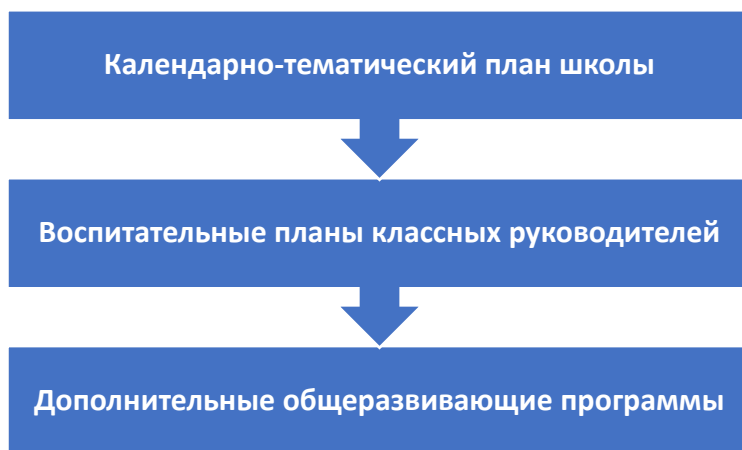 Календарно-тематический план школы
Воспитательные планы классных руководителей
Дополнительные общеразвивающие программы